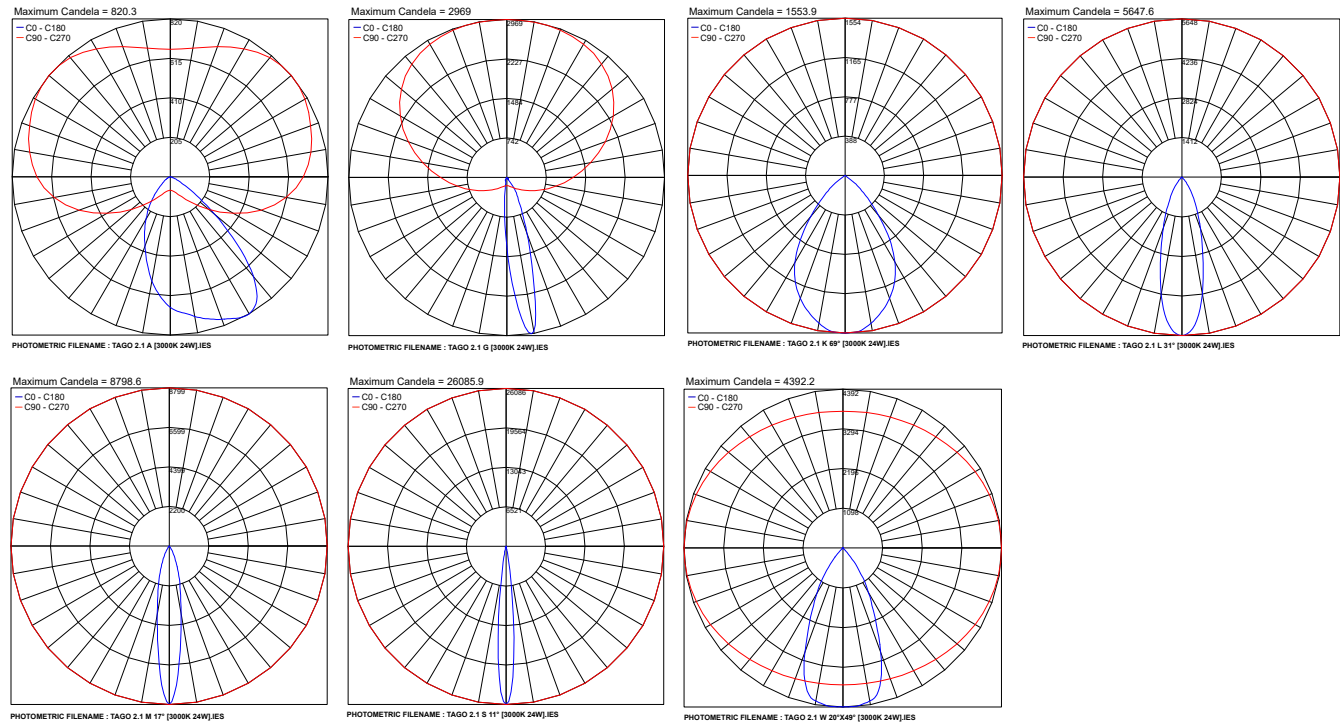 Maximum Candela = 820.3
C0 - C180
C90 - C270
820
615
410
205
PHOTOMETRIC FILENAME : TAGO 2.1 A [3000K 24W].IES
Maximum Candela = 2969
C0 - C180
C90 - C270
2969
2227
1484
742
PHOTOMETRIC FILENAME : TAGO 2.1 G [3000K 24W].IES
Maximum Candela = 1553.9
C0 - C180
C90 - C270
1554
1165
777
388
PHOTOMETRIC FILENAME : TAGO 2.1 K 69° [3000K 24W].IES
Maximum Candela = 5647.6
C0 - C180
C90 - C270
5648
4236
2824
1412
PHOTOMETRIC FILENAME : TAGO 2.1 L 31° [3000K 24W].IES
Maximum Candela = 8798.6
C0 - C180
C90 - C270
8799
6599
4399
2200
PHOTOMETRIC FILENAME : TAGO 2.1 M 17° [3000K 24W].IES
Maximum Candela = 26085.9
C0 - C180
C90 - C270
26086
19564
13043
6521
PHOTOMETRIC FILENAME : TAGO 2.1 S 11° [3000K 24W].IES
Maximum Candela = 4392.2
C0 - C180
C90 - C270
4392
3294
2196
1098
PHOTOMETRIC FILENAME : TAGO 2.1 W 20°X49° [3000K 24W].IES